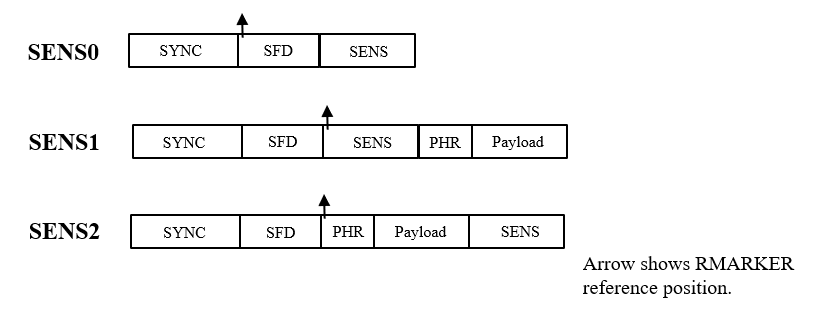 SENS0 SYNC SFD SENS
SENS1 SYNC SFD SENS PHR Payload
SENS2 SYNC SFD PHR Payload SENS
Arrow shows RMARKER
reference position.